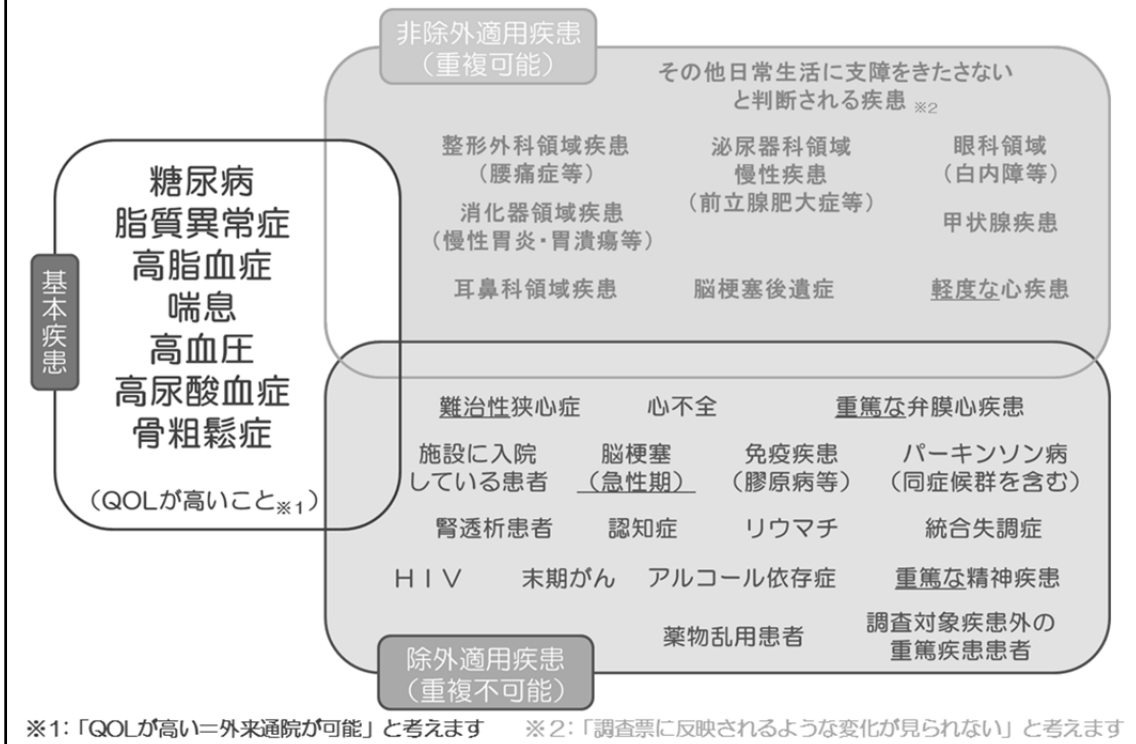 非除外適用疾患
（重複可能）
その他日常生活に支障をきたさない
と判断される疾患 ※2
整形外科領域疾患
（腰痛症等）
泌尿器科領域
慢性疾患
（前立腺肥大症等）
眼科領域
（白内障等）
消化器領域疾患
（慢性胃炎・胃潰瘍等）
甲状腺疾患
耳鼻科領域疾患
脳梗塞後遺症
軽度な心疾患
基本疾患
糖尿病
脂質異常症
高脂血症
喘息
高血圧
高尿酸血症
骨粗鬆症
（QOLが高いこと※1）
難治性狭心症
心不全
重篤な弁膜心疾患
施設に入院
している患者
脳梗塞
（急性期）
免疫疾患
（膠原病等）
パーキンソン病
（同症候群を含む）
腎透析患者
認知症
リウマチ
統合失調症
ＨＩＶ
末期がん
アルコール依存症
重篤な精神疾患
薬物乱用患者
調査対象疾患外の
重篤疾患患者
除外適用疾患
（重複不可能）
※1：「QOLが高い＝外来通院が可能」と考えます
※2：「調査票に反映されるような変化が見られない」と考えます